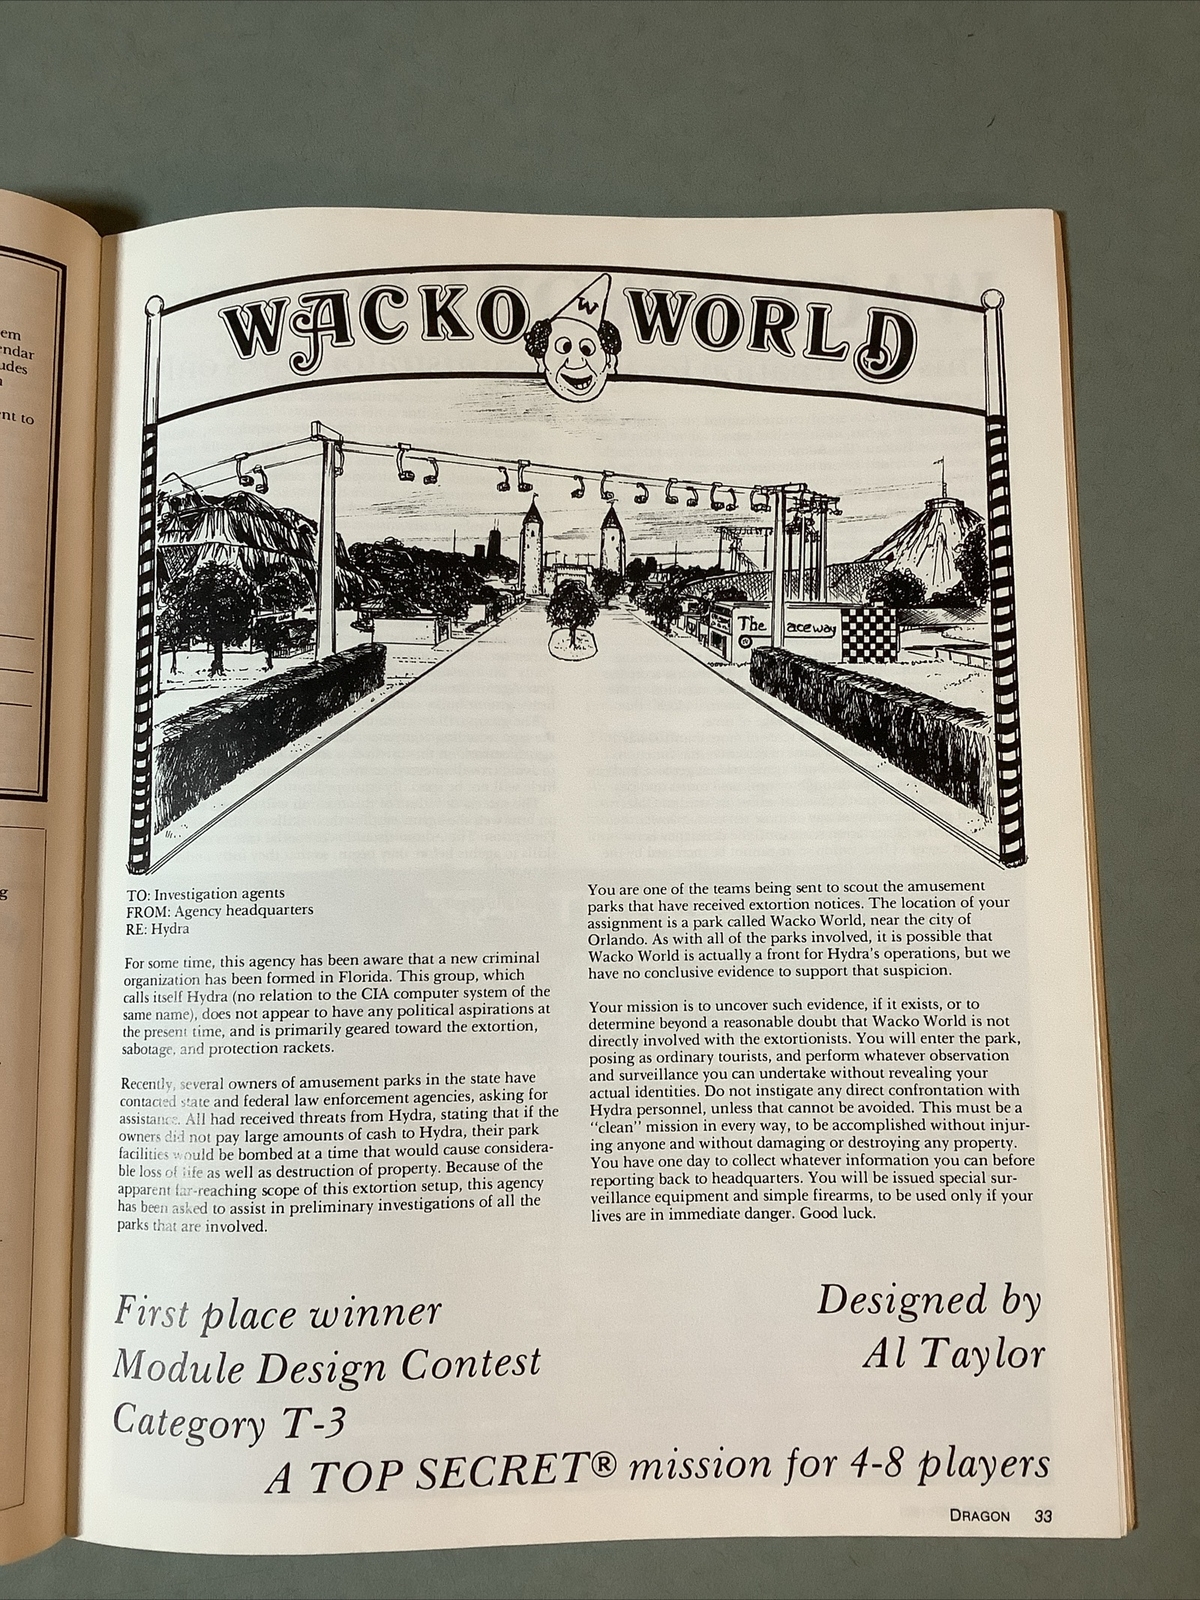 em
endar
udes
nt to
g
WACKO WORLD
W
The aceway
TO: Investigation agents
FROM: Agency headquarters
RE: Hydra
For some time, this agency has been aware that a new criminal
organization has been formed in Florida. This group, which
calls itself Hydra (no relation to the CIA computer system of the
same name), does not appear to have any political aspirations at
the present time, and is primarily geared toward the extortion,
sabotage, and protection rackets.
Recently, several owners of amusement parks in the state have
contacted state and federal law enforcement agencies, asking for
assistance. All had received threats from Hydra, stating that if the
owners did not pay large amounts of cash to Hydra, their park
facilities would be bombed at a time that would cause considera-
ble loss of life as well as destruction of property. Because of the
apparent far-reaching scope of this extortion setup, this agency
has been asked to assist in preliminary investigations of all the
parks that are involved.
You are one of the teams being sent to scout the amusement
parks that have received extortion notices. The location of your
assignment is a park called Wacko World, near the city of
Orlando. As with all of the parks involved, it is possible that
Wacko World is actually a front for Hydra's operations, but we
have no conclusive evidence to support that suspicion.
Your mission is to uncover such evidence, if it exists, or to
determine beyond a reasonable doubt that Wacko World is not
directly involved with the extortionists. You will enter the park,
posing as ordinary tourists, and perform whatever observation
and surveillance you can undertake without revealing your
actual identities. Do not instigate any direct confrontation with
Hydra personnel, unless that cannot be avoided. This must be a
“clean” mission in every way, to be accomplished without injur-
ing anyone and without damaging or destroying any property.
You have one day to collect whatever information you can before
reporting back to headquarters. You will be issued special sur-
veillance equipment and simple firearms, to be used only if your
lives are in immediate danger. Good luck.
First place winner
Module Design Contest
Category T-3
Designed by
Al Taylor
A TOP SECRET® mission for 4-8 players
DRAGON 33